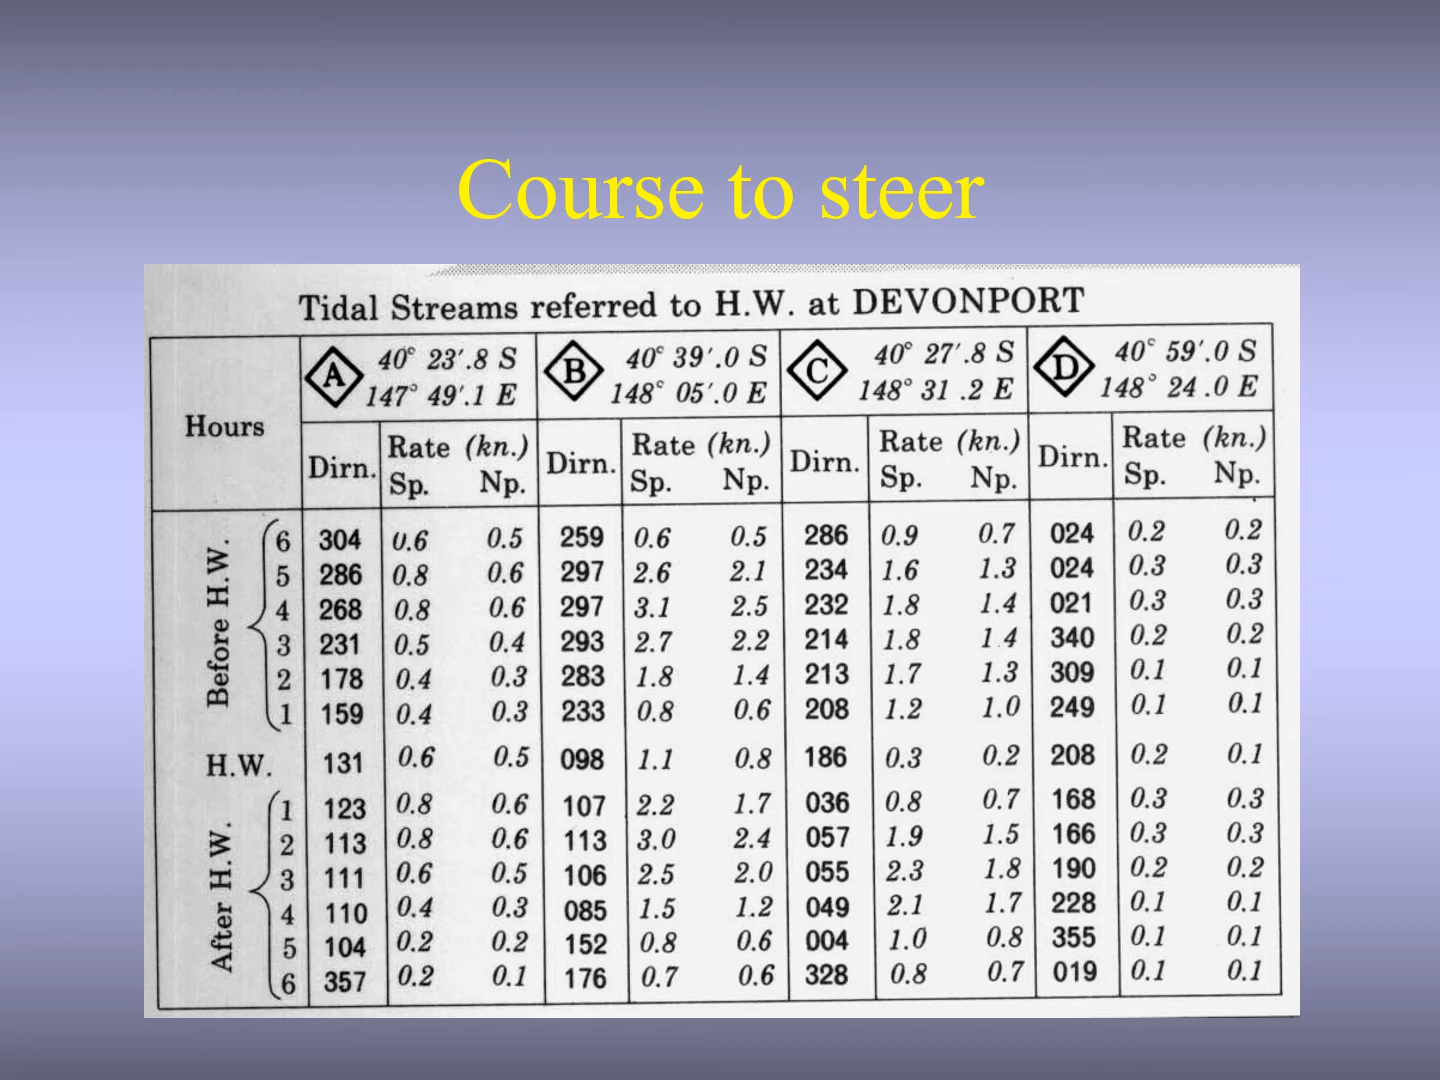 Course to steer
Tidal Streams referred to H.W. at DEVONPORT
Hours
A 40° 23′.8 S 147° 49′.1 E
B 40° 39′.0 S 148° 05′.0 E
C 40° 27′.8 S 148° 31 .2 E
D 40° 59′.0 S 148° 24 .0 E
Dirn. Rate (kn.) Sp. Np. Dirn. Rate (kn.) Sp. Np. Dirn. Rate (kn.) Sp. Np. Dirn. Rate (kn.) Sp. Np.
Before H.W.
6 304 0.6 0.5 259 0.6 0.5 286 0.9 0.7 024 0.2 0.2
5 286 0.8 0.6 297 2.6 2.1 234 1.6 1.3 024 0.3 0.3
4 268 0.8 0.6 297 3.1 2.5 232 1.8 1.4 021 0.3 0.3
3 231 0.5 0.4 293 2.7 2.2 214 1.8 1.4 340 0.2 0.2
2 178 0.4 0.3 283 1.8 1.4 213 1.7 1.3 309 0.1 0.1
1 159 0.4 0.3 233 0.8 0.6 208 1.2 1.0 249 0.1 0.1
H.W. 131 0.6 0.5 098 1.1 0.8 186 0.3 0.2 208 0.2 0.1
After H.W.
1 123 0.8 0.6 107 2.2 1.7 036 0.8 0.7 168 0.3 0.3
2 113 0.8 0.6 113 3.0 2.4 057 1.9 1.5 166 0.3 0.3
3 111 0.6 0.5 106 2.5 2.0 055 2.3 1.8 190 0.2 0.2
4 110 0.4 0.3 085 1.5 1.2 049 2.1 1.7 228 0.1 0.1
5 104 0.2 0.2 152 0.8 0.6 004 1.0 0.8 355 0.1 0.1
6 357 0.2 0.1 176 0.7 0.6 328 0.8 0.7 019 0.1 0.1